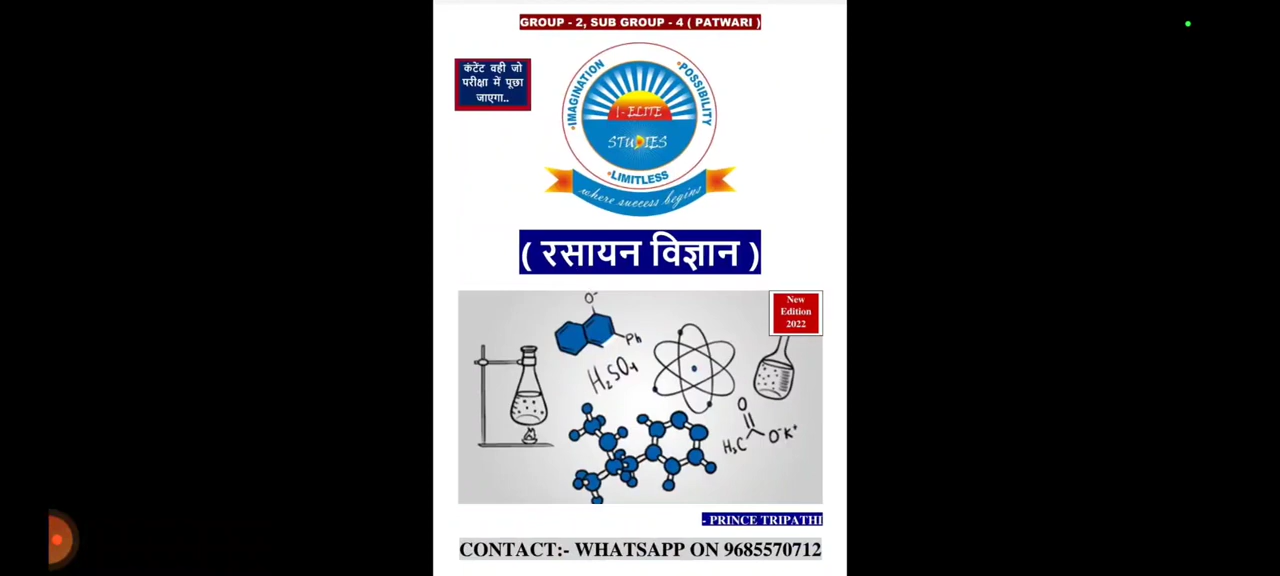 GROUP - 2, SUB GROUP - 4 ( PATWARI )
कंटेंट वही जो
परीक्षा में पूछा
जाएगा..
IMAGINATION
POSSIBILITY
I - ELITE
STUDIES
LIMITLESS
where success begins
( रसायन विज्ञान )
New
Edition
2022
O-
Ph
H2SO4
O
H3C O-K+
- PRINCE TRIPATHI
CONTACT:- WHATSAPP ON 9685570712